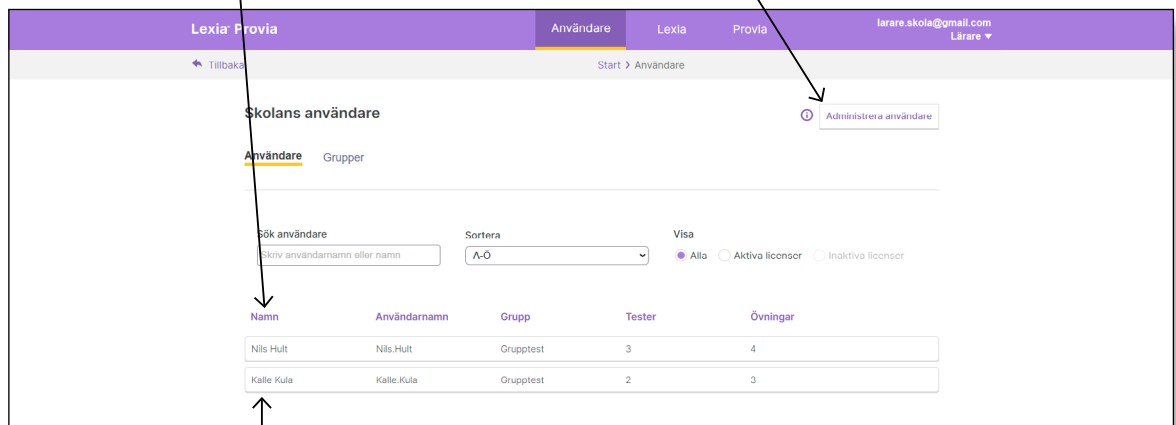 Lexia® Provia
Användare
Lexia
Provia
larare.skola@gmail.com
Lärare
Tillbaka
Start > Användare
Skolans användare
Administrera användare
Användare
Grupper
Sök användare
Sortera
Visa
Skriv användarnamn eller namn
A-Ö
Alla
Aktiva licenser
Inaktiva licenser
Namn Användarnamn Grupp Tester Övningar
Nils Hult Nils.Hult Grupptest 3 4
Kalle Kula Kalle.Kula Grupptest 2 3